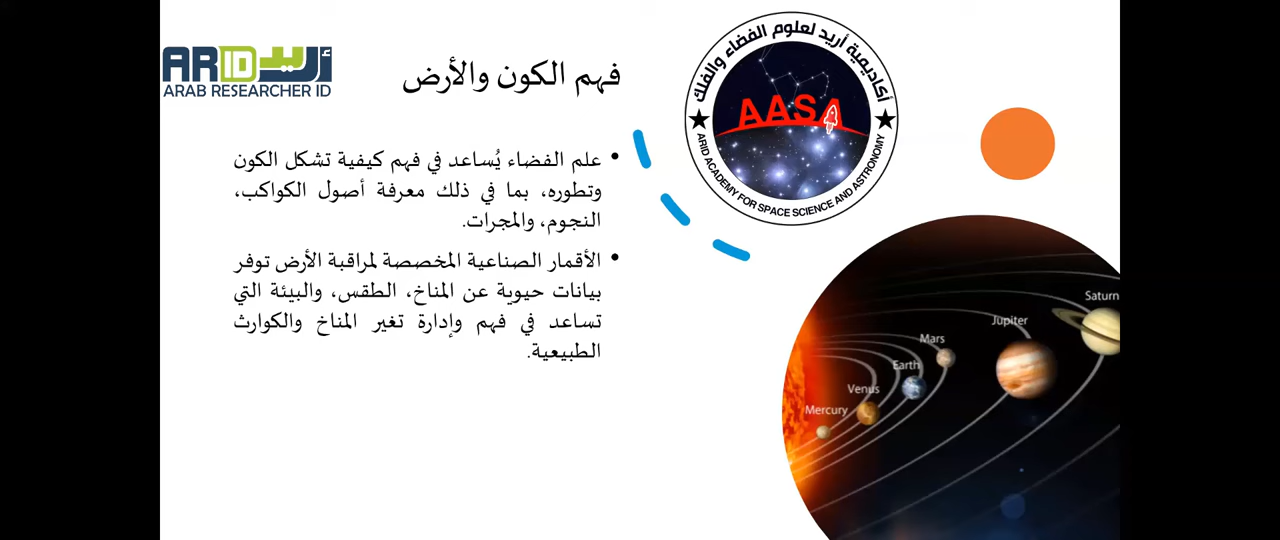 أريد
ARID
ARAB RESEARCHER ID
فهم الكون والأرض
أكاديمية أريد لعلوم الفضاء والفلك
AASA
ARID ACADEMY FOR SPACE SCIENCE AND ASTRONOMY
• علم الفضاء يُساعد في فهم كيفية تشكل الكون
وتطوره، بما في ذلك معرفة أصول الكواكب،
النجوم، والمجرات.
• الأقمار الصناعية المخصصة لمراقبة الأرض توفر
بيانات حيوية عن المناخ، الطقس، والبيئة التي
تساعد في فهم وإدارة تغير المناخ والكوارث
الطبيعية.
Saturn
Jupiter
Mars
Earth
Venus
Mercury